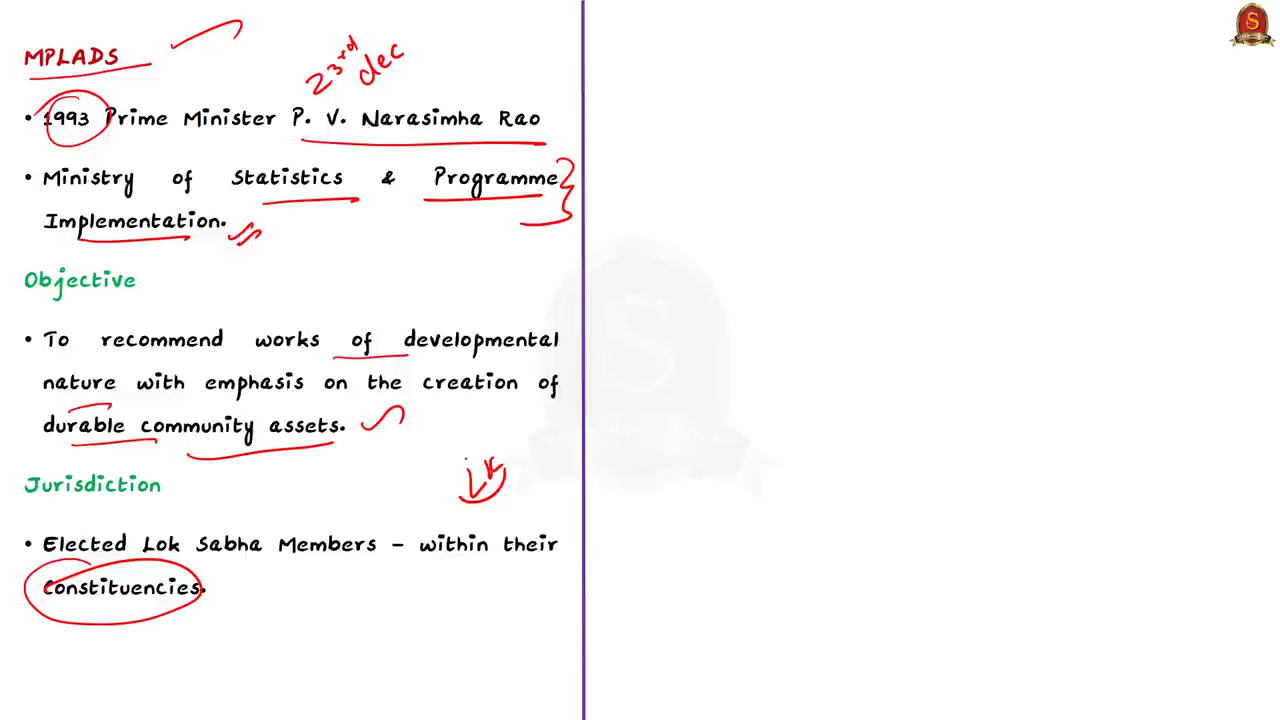 MPLADS
23rd dec
• 1993 Prime Minister P. V. Narasimha Rao
• Ministry of Statistics & Programme
Implementation.
Objective
• To recommend works of developmental
nature with emphasis on the creation of
durable community assets.
Jurisdiction
• Elected Lok Sabha Members – within their
Constituencies.
S
S